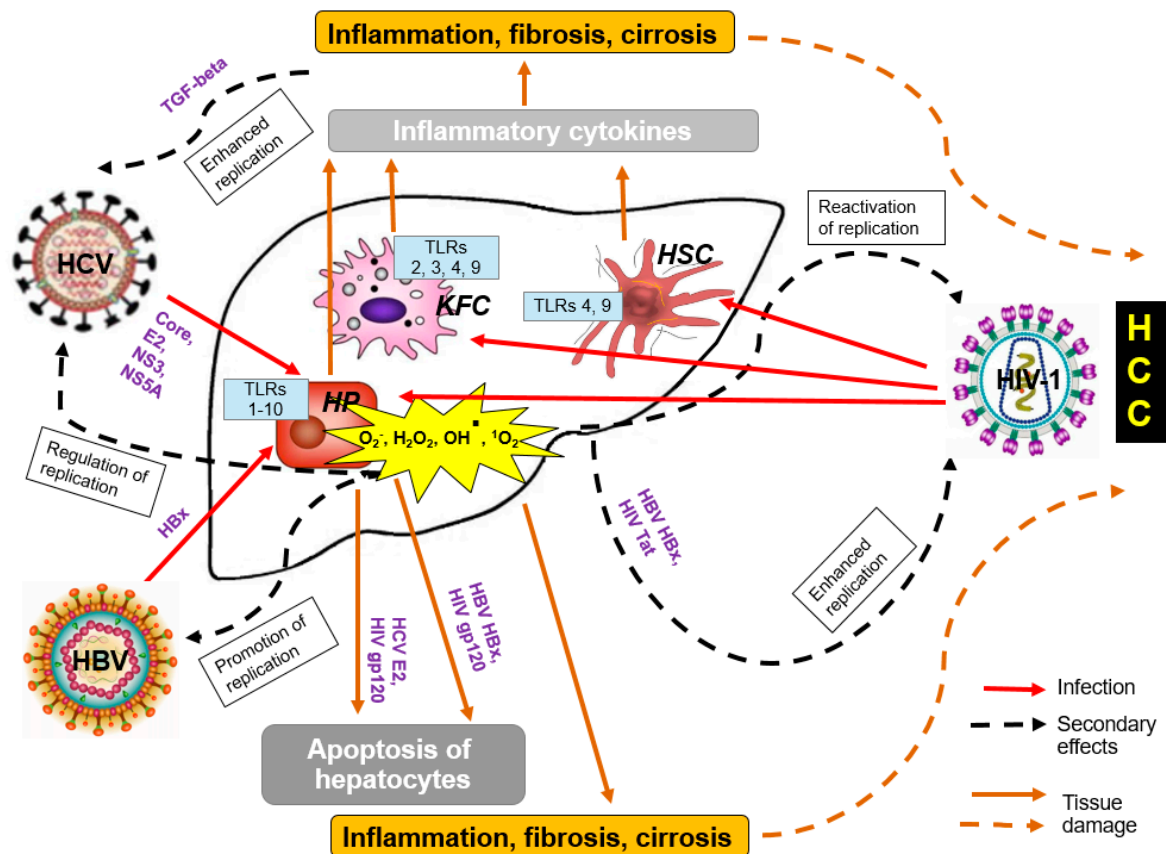 Inflammation, fibrosis, cirrosis
TGF-beta
Enhanced
replication
Inflammatory cytokines
Reactivation
of replication
HCV
TLRs
2, 3, 4, 9
KFC
HSC
TLRs 4, 9
Core,
E2,
NS3,
NS5A
HIV-1
H
C
C
TLRs
1-10
HP
O₂⁻, H₂O₂, OH˙, ¹O₂
Regulation of
replication
HBx
HBV HBx,
HIV Tat
Enhanced
replication
HBV
Promotion of
replication
HCV E2,
HIV gp120
HBV HBx,
HIV gp120
Infection
Secondary
effects
Apoptosis of
hepatocytes
Tissue
damage
Inflammation, fibrosis, cirrosis